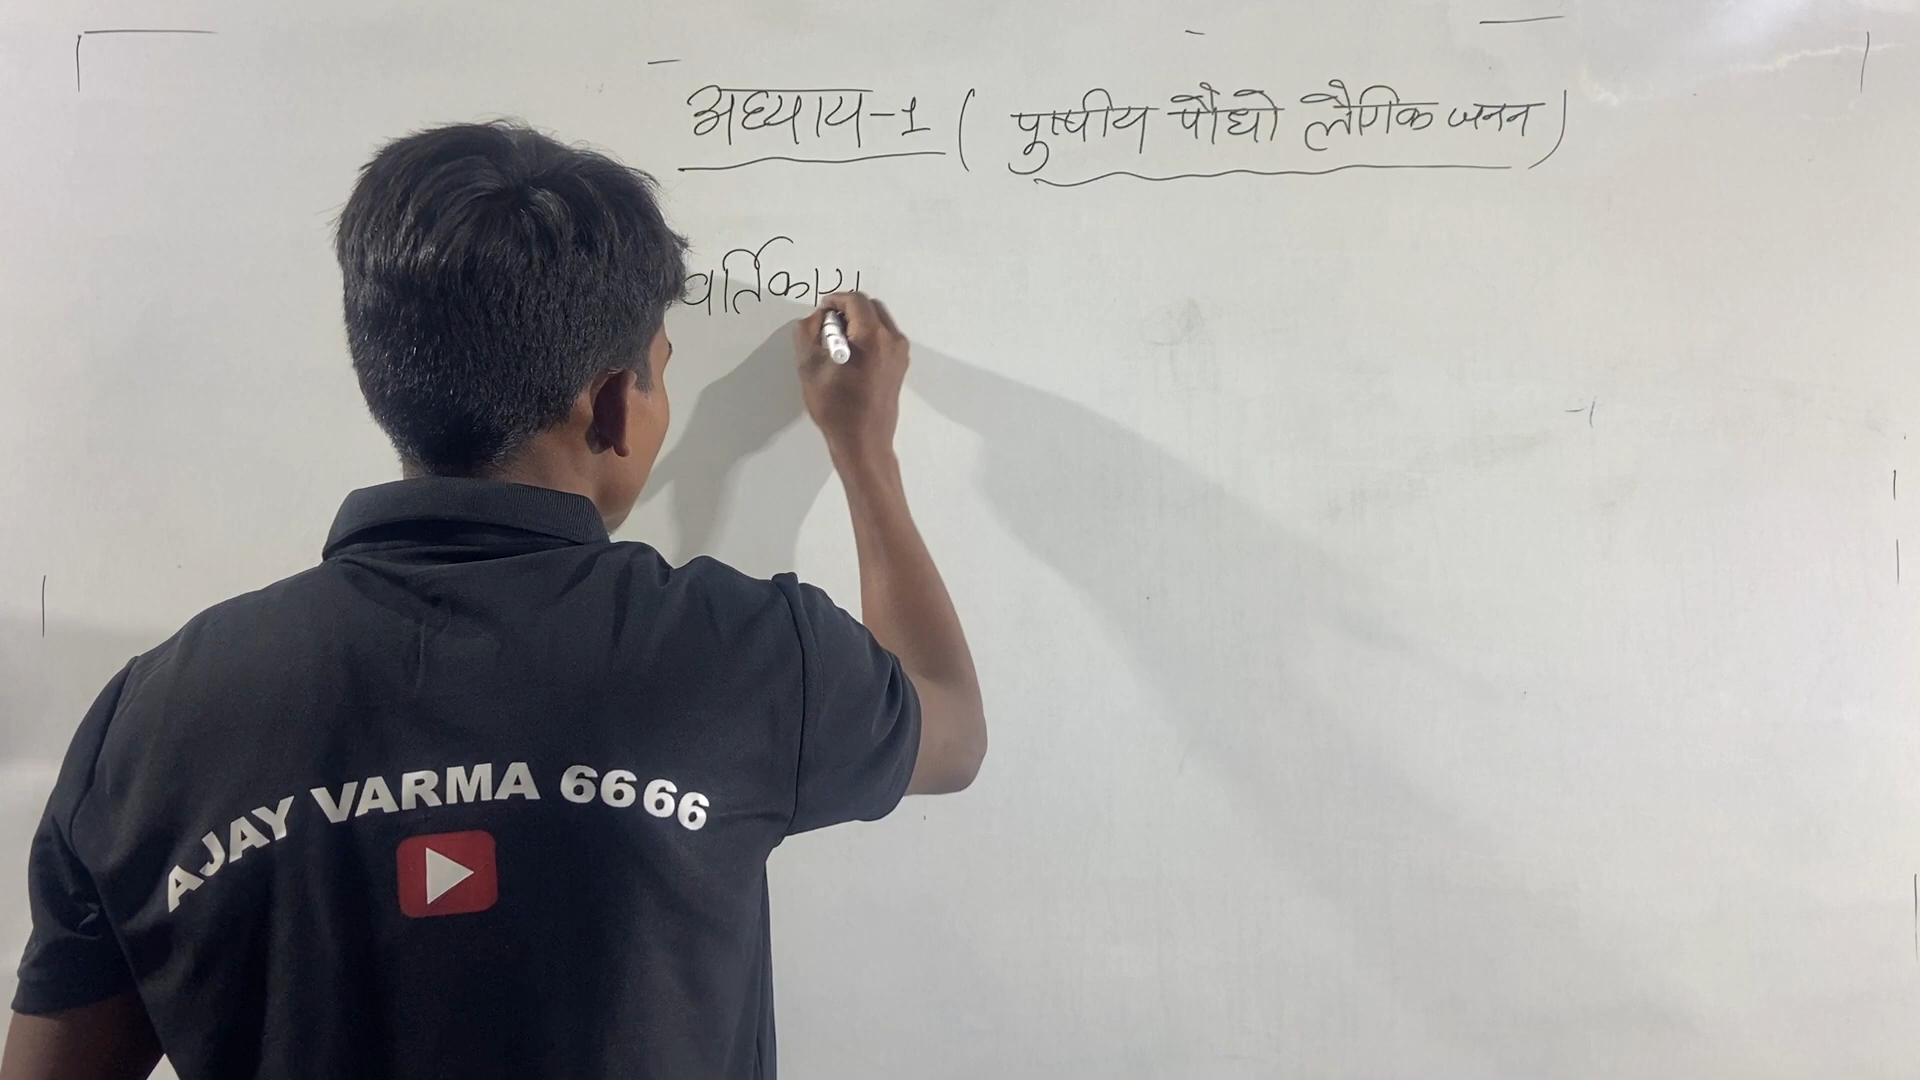 अध्याय-1 ( पुष्पीय पौधो लैगिक जनन )
वर्तिकाग्र
AJAY VARMA 6666